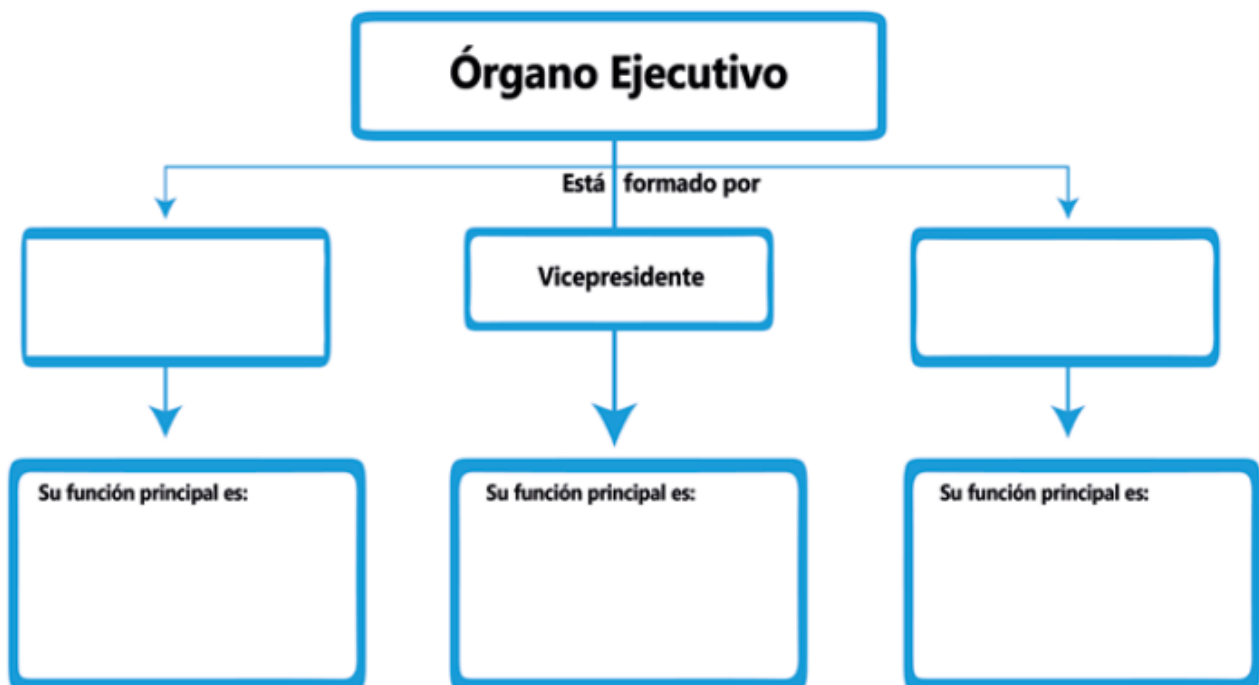 Órgano Ejecutivo
Está formado por
Vicepresidente
Su función principal es:
Su función principal es:
Su función principal es: